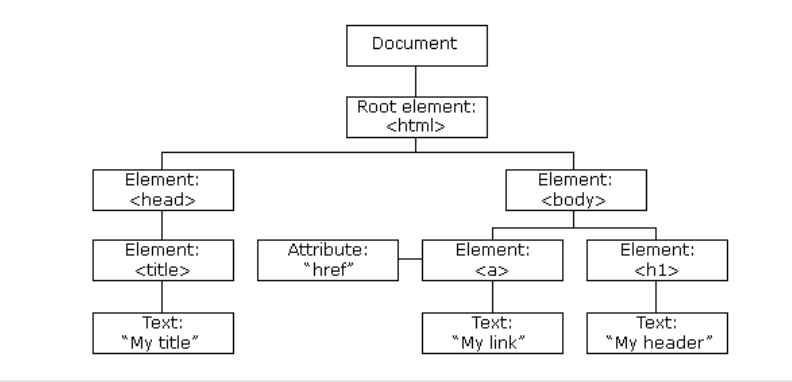 Document
Root element:
<html>
Element:
<head>
Element:
<body>
Element:
<title>
Attribute:
“href”
Element:
<a>
Element:
<h1>
Text:
“My title”
Text:
“My link”
Text:
“My header”